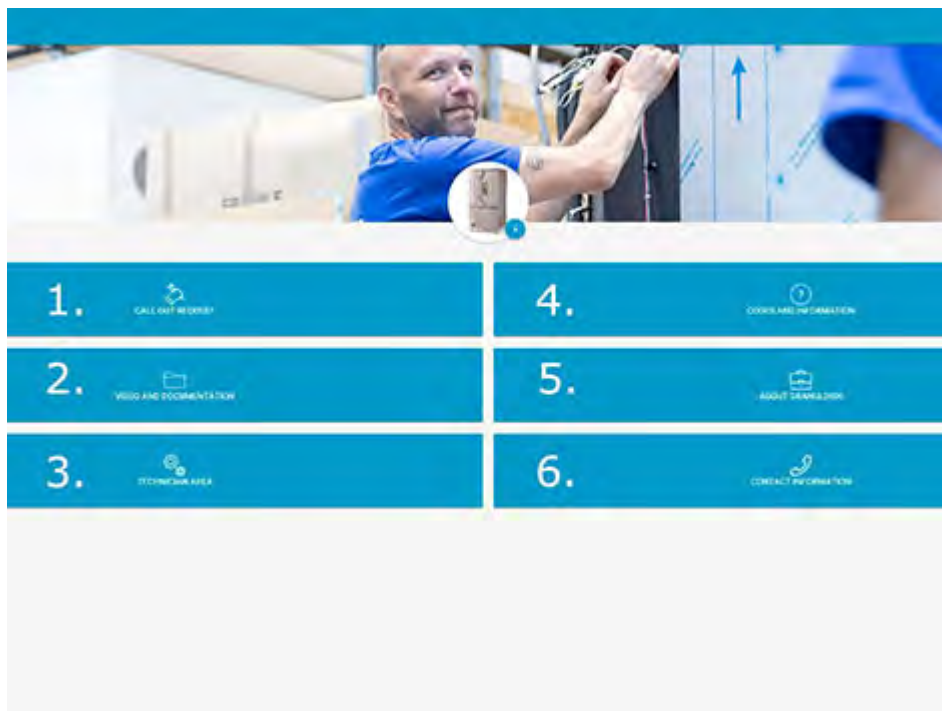 1.
CALL OUT REQUEST
2.
VIDEO AND DOCUMENTATION
3.
TECHNICIAN AREA
4.
CODES AND INFORMATION
5.
ABOUT GRANULDISK
6.
CONTACT INFORMATION